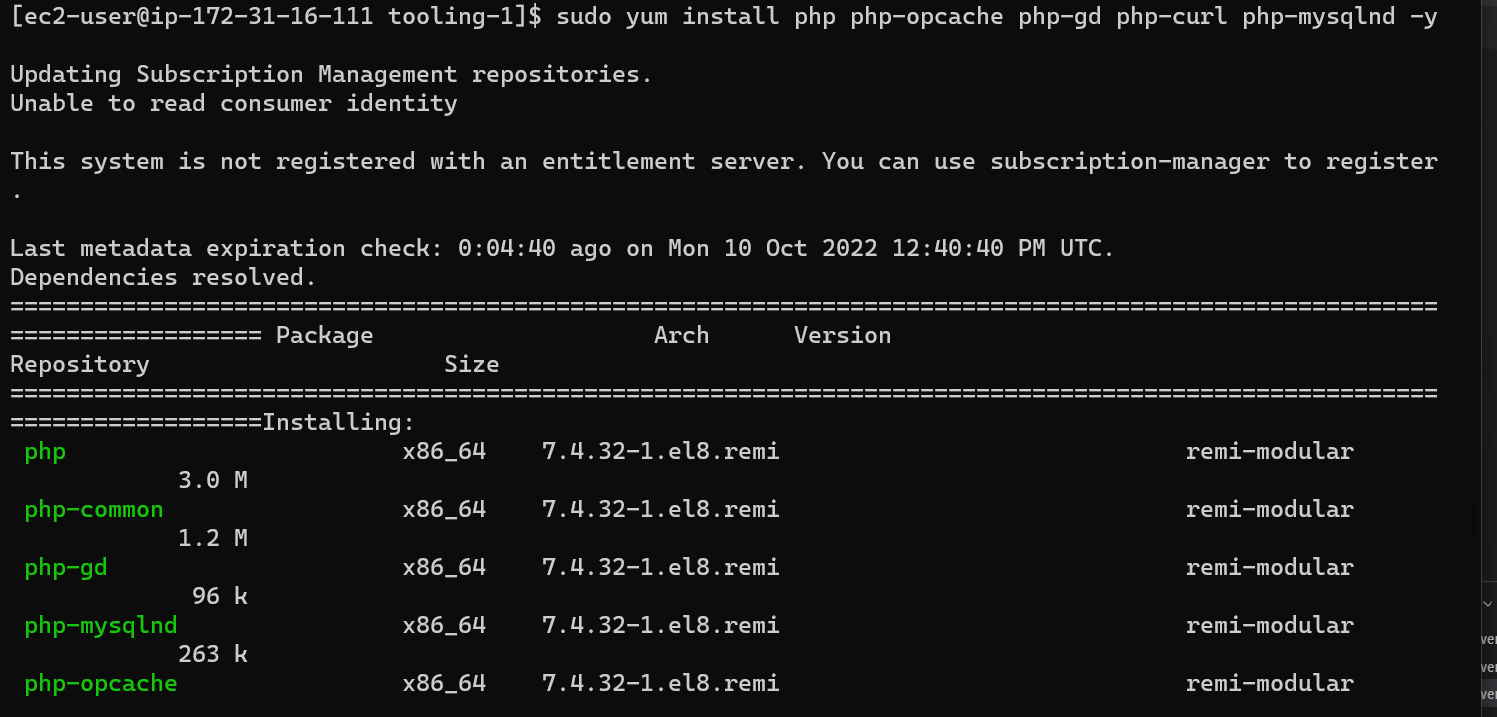 [ec2-user@ip-172-31-16-111 tooling-1]$ sudo yum install php php-opcache php-gd php-curl php-mysqlnd -y
Updating Subscription Management repositories.
Unable to read consumer identity
This system is not registered with an entitlement server. You can use subscription-manager to register
.
Last metadata expiration check: 0:04:40 ago on Mon 10 Oct 2022 12:40:40 PM UTC.
Dependencies resolved.
======================================================================================================
================== Package                    Arch      Version
Repository                     Size
======================================================================================================
==================Installing:
php                        x86_64    7.4.32-1.el8.remi                             remi-modular
3.0 M
php-common                 x86_64    7.4.32-1.el8.remi                             remi-modular
1.2 M
php-gd                     x86_64    7.4.32-1.el8.remi                             remi-modular
96 k
php-mysqlnd                x86_64    7.4.32-1.el8.remi                             remi-modular
263 k
php-opcache                x86_64    7.4.32-1.el8.remi                             remi-modular